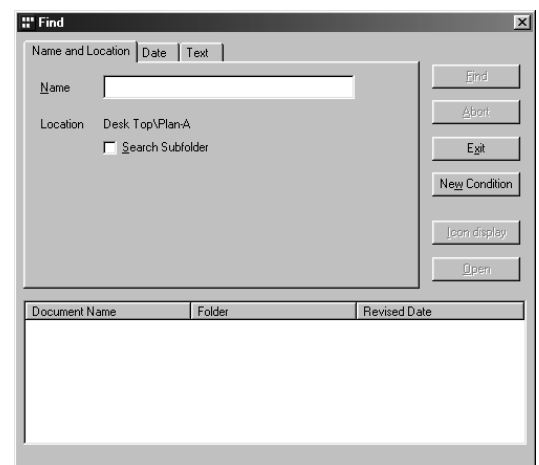 Find
Name and Location Date Text
Name
Find
Abort
Location Desk Top\Plan-A
Search Subfolder
Exit
New Condition
Icon display
Open
Document Name Folder Revised Date